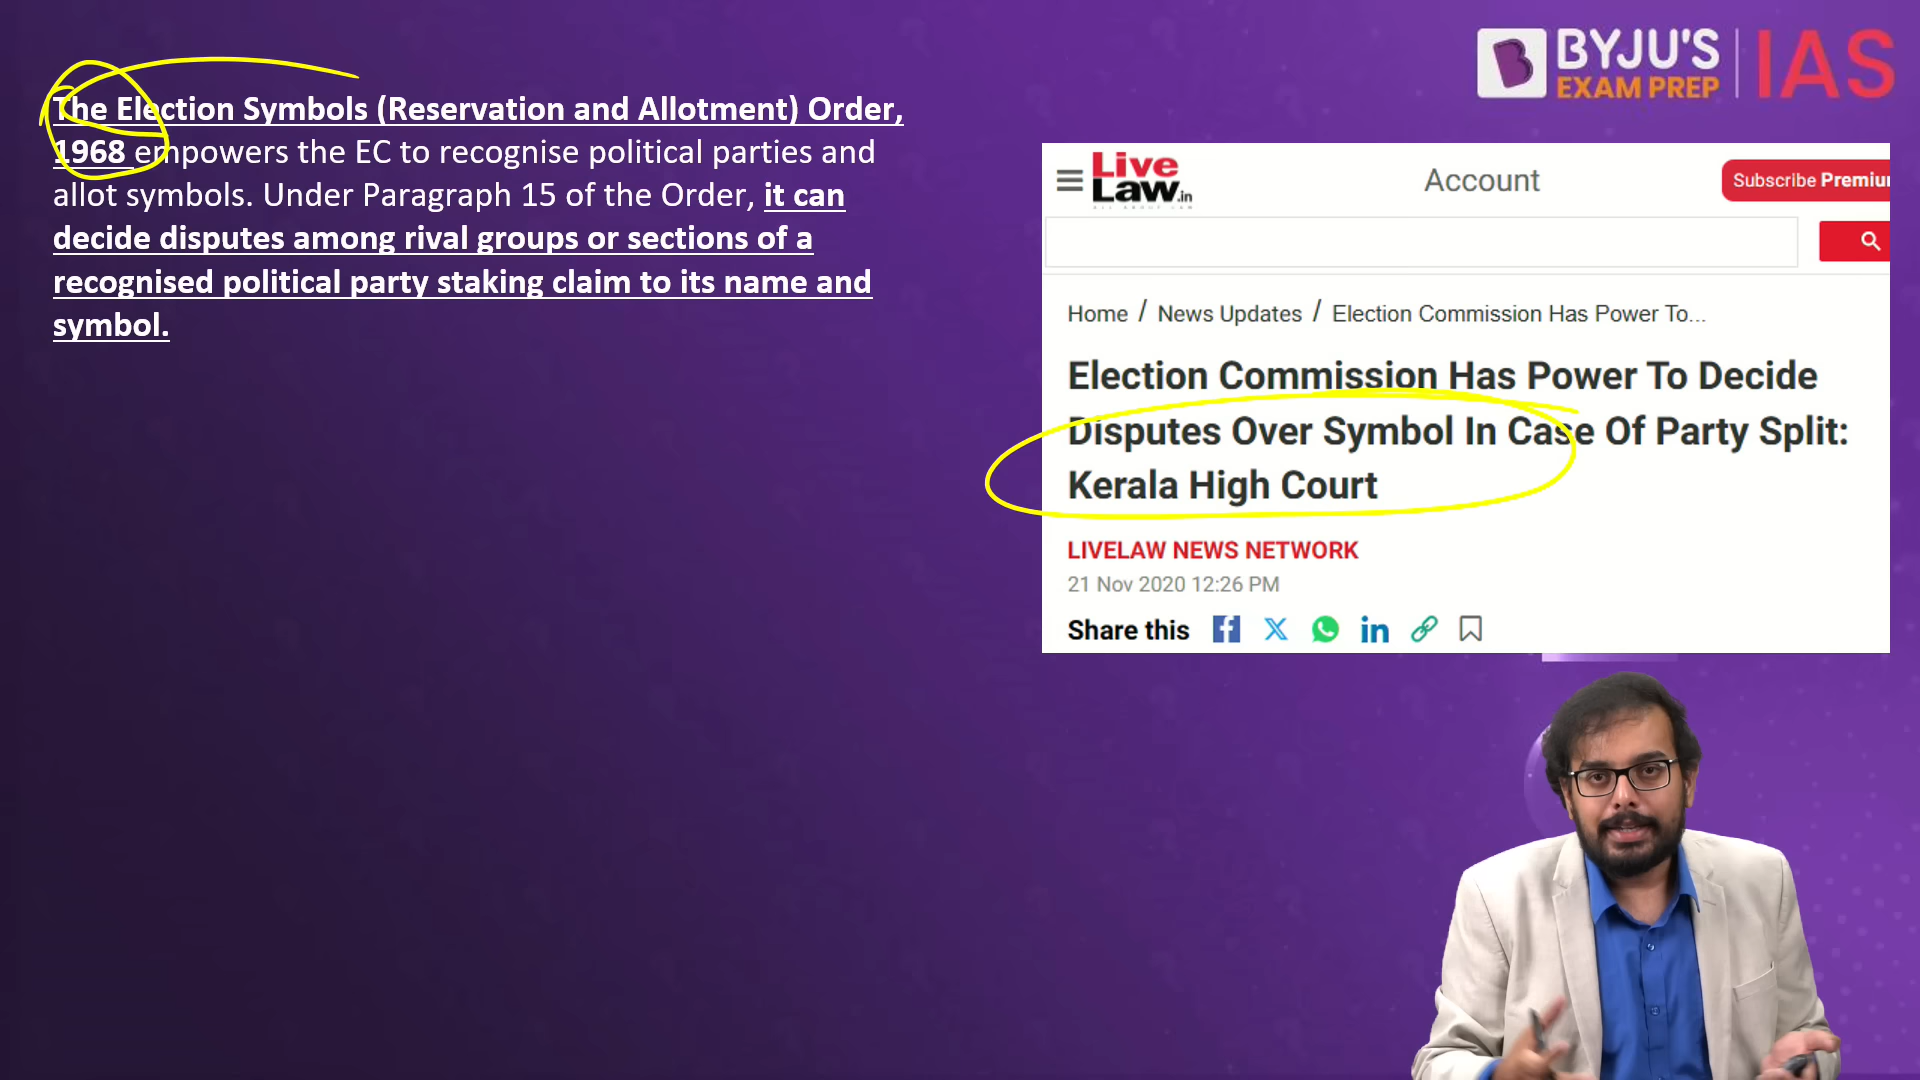 The Election Symbols (Reservation and Allotment) Order,
1968 empowers the EC to recognise political parties and
allot symbols. Under Paragraph 15 of the Order, it can
decide disputes among rival groups or sections of a
recognised political party staking claim to its name and
symbol.
BYJU'S
EXAM PREP
IAS
Live
Law.in
Account
Subscribe Premiu
Home / News Updates / Election Commission Has Power To...
Election Commission Has Power To Decide
Disputes Over Symbol In Case Of Party Split:
Kerala High Court
LIVELAW NEWS NETWORK
21 Nov 2020 12:26 PM
Share this